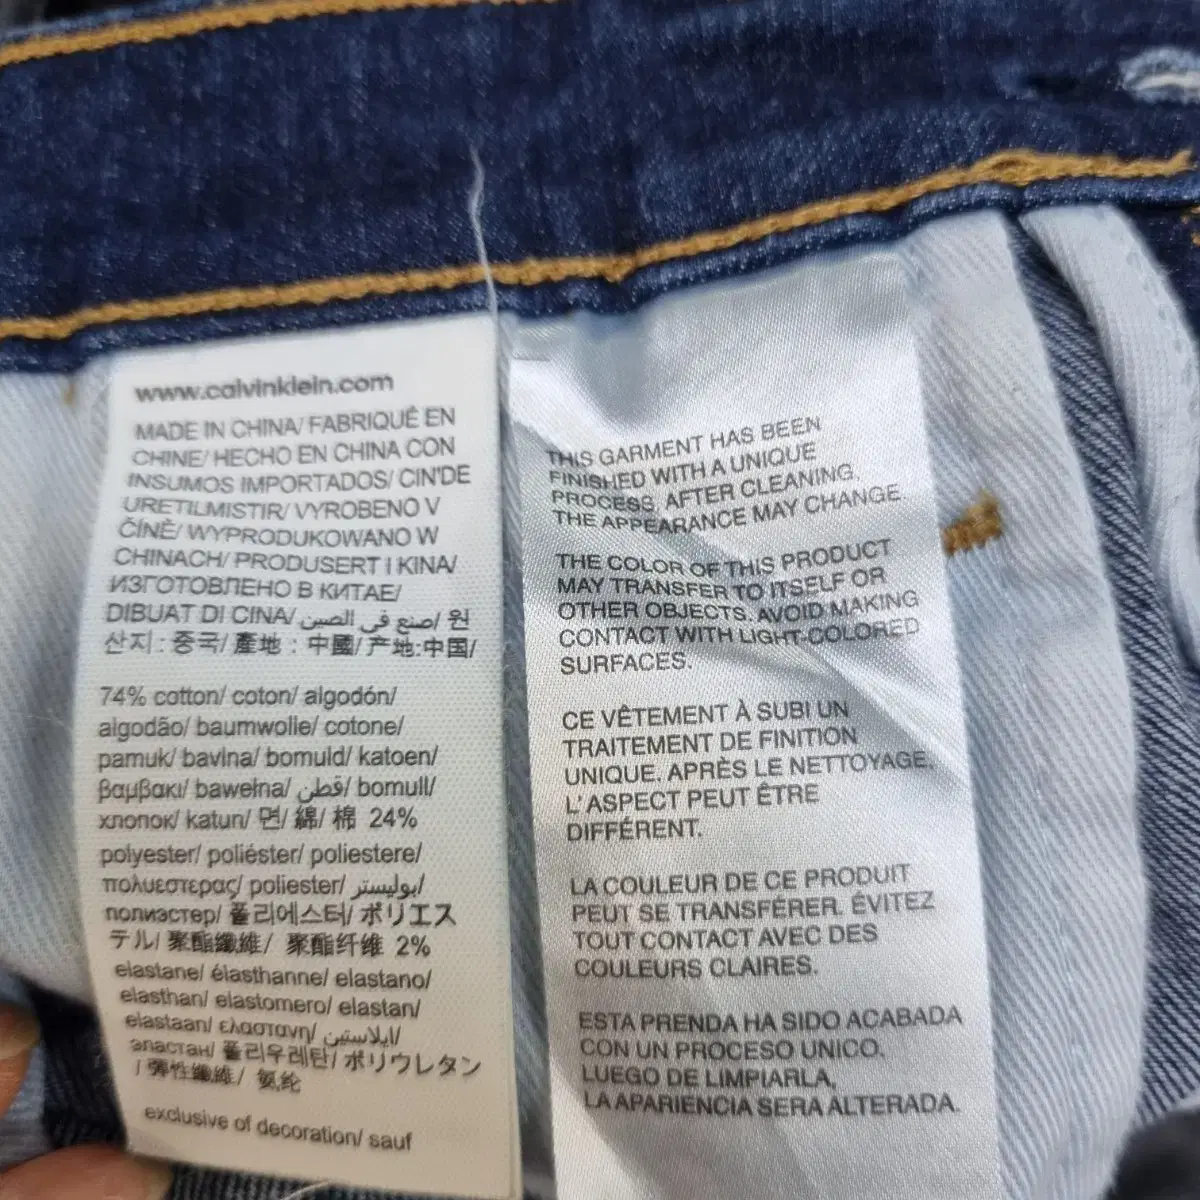 www.calvinklein.com
MADE IN CHINA/ FABRIQUÉ EN
CHINE/ HECHO EN CHINA CON
INSUMOS IMPORTADOS/ CIN'DE
URETILMISTIR/ VYROBENO V
ČÍNĚ/ WYPRODUKOWANO W
CHINACH/ PRODUSERT I KINA/
ИЗГОТОВЛЕНО В КИТАЕ/
DIBUAT DI CINA/ صنع في الصين/ 원
산지 : 중국/ 產地 : 中國/ 产地:中国/
74% cotton/ coton/ algodón/
algodão/ baumwolle/ cotone/
pamuk/ bavlna/ bomuld/ katoen/
βαμβακι/ bawełna/ قطن/ bomull/
хлопок/ katun/ 면/ 綿/ 棉 24%
polyester/ poliéster/ poliestere/
πολυεστερας/ poliester/ بوليستر/
полиэстер/ 폴리에스터/ ポリエス
テル/ 聚酯纖維/ 聚酯纤维 2%
elastane/ élasthanne/ elastano/
elasthan/ elastomero/ elastan/
elastaan/ ελαστανη/ إيلاستين/
эластан/ 폴리우레탄/ ポリウレタン
/ 彈性纖維/ 氨纶
exclusive of decoration/ sauf
THIS GARMENT HAS BEEN
FINISHED WITH A UNIQUE
PROCESS. AFTER CLEANING,
THE APPEARANCE MAY CHANGE
THE COLOR OF THIS PRODUCT
MAY TRANSFER TO ITSELF OR
OTHER OBJECTS. AVOID MAKING
CONTACT WITH LIGHT-COLORED
SURFACES.
CE VÊTEMENT À SUBI UN
TRAITEMENT DE FINITION
UNIQUE. APRÈS LE NETTOYAGE,
L'ASPECT PEUT ÊTRE
DIFFÉRENT.
LA COULEUR DE CE PRODUIT
PEUT SE TRANSFÉRER. ÉVITEZ
TOUT CONTACT AVEC DES
COULEURS CLAIRES.
ESTA PRENDA HA SIDO ACABADA
CON UN PROCESO UNICO.
LUEGO DE LIMPIARLA,
LA APARIENCIA SERA ALTERADA.